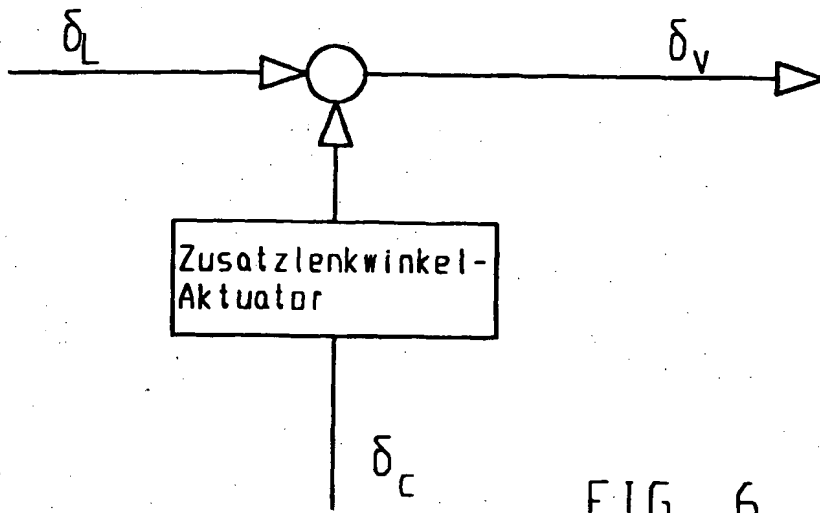 δL
δV
Zusatzlenkwinkel-
Aktuator
δC
FIG. 6